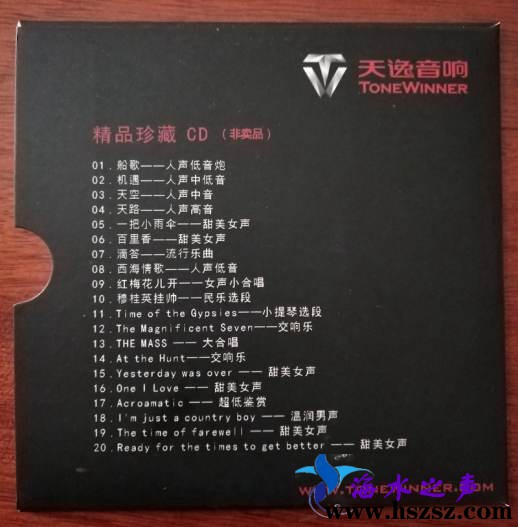 天逸音响
TONEWINNER
精品珍藏 CD (非卖品)
01.船歌——人声低音炮
02.机遇——人声中低音
03.天空——人声中音
04.天路——人声高音
05.一把小雨伞——甜美女声
06.百里香——甜美女声
07.滴答——流行乐曲
08.西海情歌——人声低音
09.红梅花儿开——女声小合唱
10.穆桂英挂帅——民乐选段
11.Time of the Gypsies——小提琴选段
12.The Magnificent Seven——交响乐
13.THE MASS —— 大合唱
14.At the Hunt——交响乐
15.Yesterday was over —— 甜美女声
16.One I Love —— 甜美女声
17.Acroamatic —— 超低鉴赏
18.I'm just a country boy —— 温润男声
19.The time of farewell —— 甜美女声
20.Ready for the times to get better —— 甜美女声
海水之声
WWW.TONEWINNER.COM
www.hszsz.com